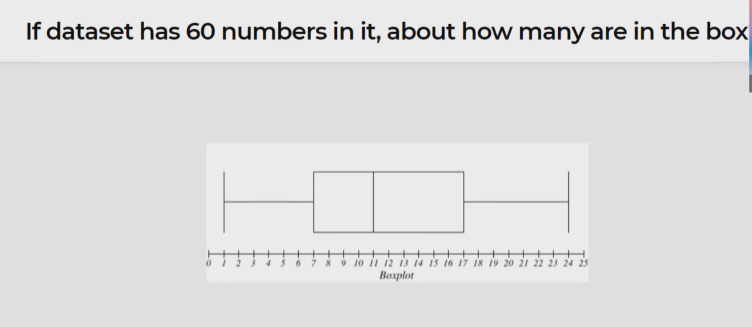 If dataset has 60 numbers in it, about how many are in the box
0 1 2 3 4 5 6 7 8 9 10 11 12 13 14 15 16 17 18 19 20 21 22 23 24 25
Boxplot